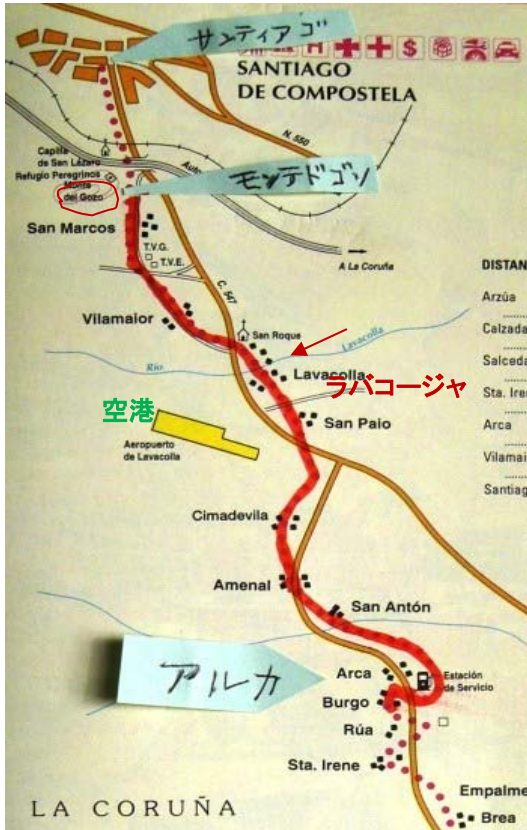 サンティアゴ
H
$
SANTIAGO
DE COMPOSTELA
N. 550
Capilla
de San Lázaro
Refugio Peregrinos
Monte
del Gozo
モンテドゴソ
San Marcos
T.V.G.
T.V.E.
A La Coruña
C. 547
DISTAN
Arzúa
Calzada
Salceda
Sta. Iren
Arca
Vilamai
Santiag
Vilamaior
San Roque
Lavacolla
Río
Lavacolla
ラバコージャ
空港
San Paio
Aeropuerto
de Lavacolla
Cimadevila
Amenal
San Antón
アルカ
Arca
Estación
de Servicio
Burgo
Rúa
Sta. Irene
Empalme
Brea
LA CORUÑA